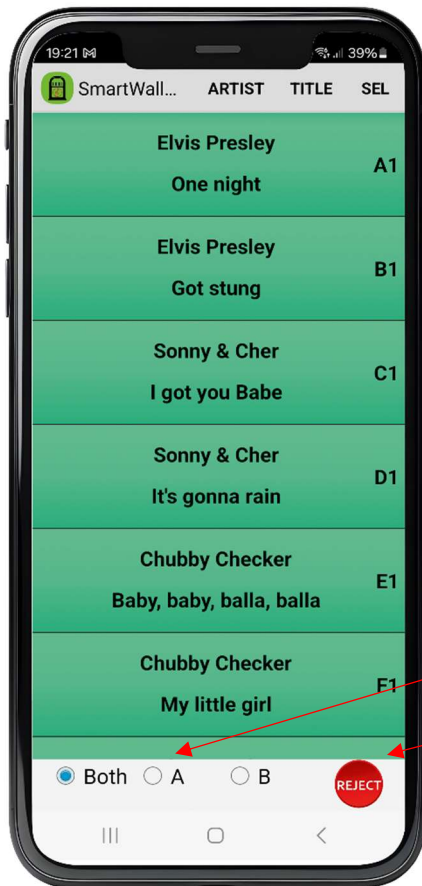 19:21 39%
SmartWall... ARTIST TITLE SEL
Elvis Presley
One night
A1
Elvis Presley
Got stung
B1
Sonny & Cher
I got you Babe
C1
Sonny & Cher
It's gonna rain
D1
Chubby Checker
Baby, baby, balla, balla
E1
Chubby Checker
My little girl
F1
Both A B
REJECT